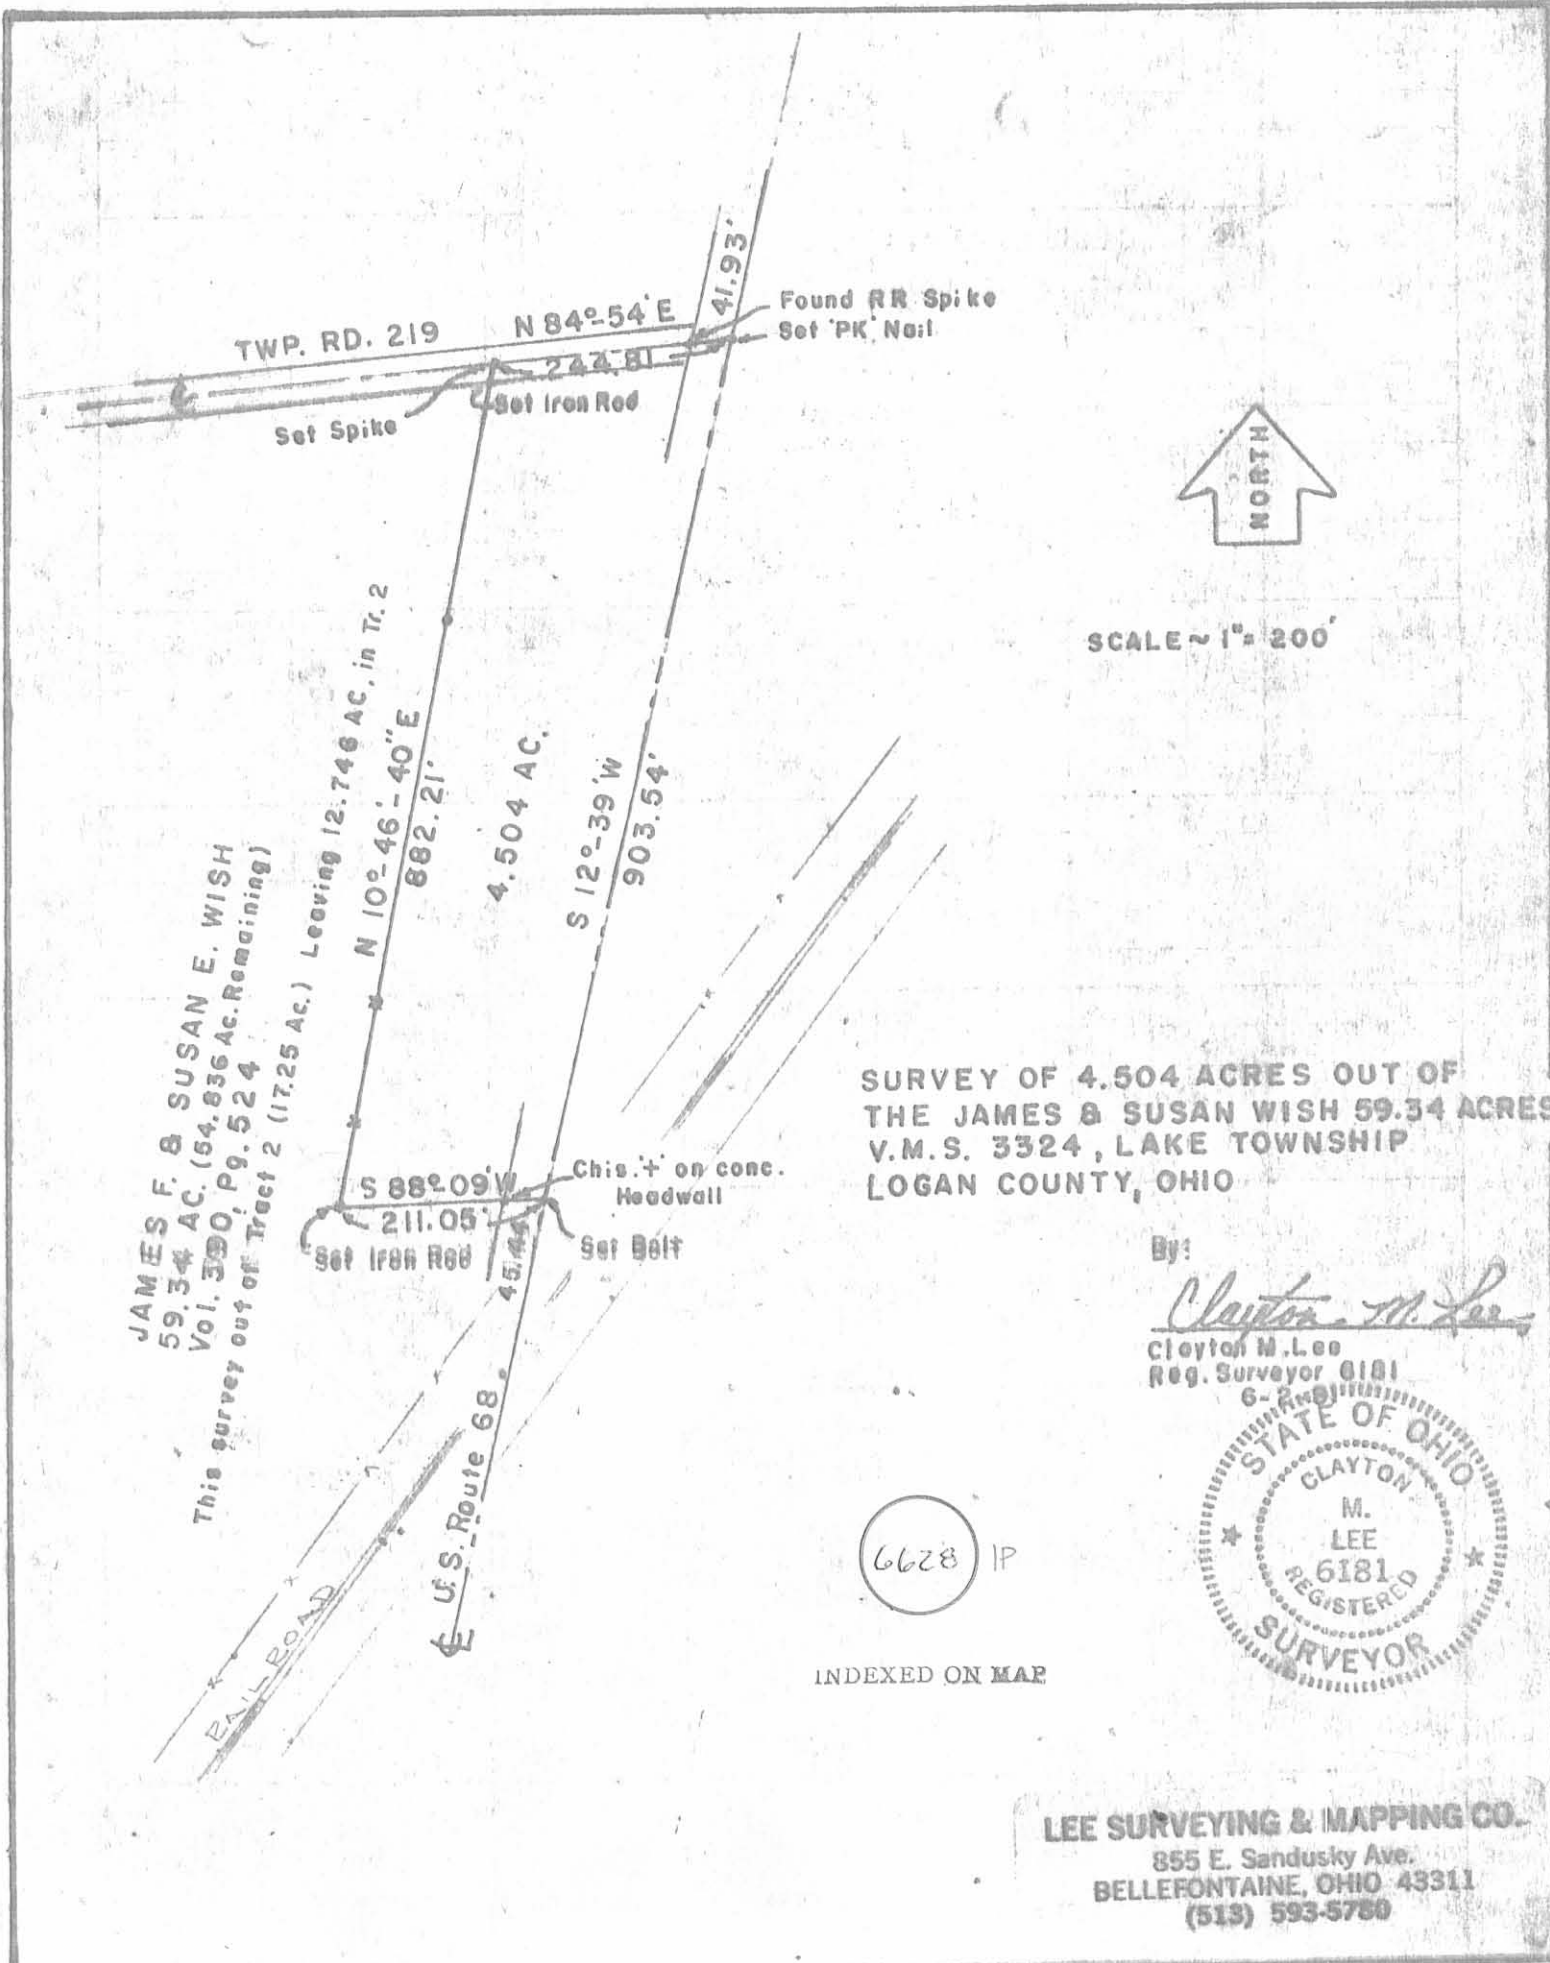 41.93'
Found RR Spike
Set 'PK' Nail
TWP. RD. 219
N 84°-54' E
244.81
Set Iron Rod
Set Spike
NORTH
SCALE ~ 1" = 200'
JAMES F. & SUSAN E. WISH
59.34 AC. (54.836 Ac. Remaining)
Vol. 390, Pg. 524
This survey out of Tract 2 (17.25 Ac.) Leaving 12.746 AC. in Tr. 2
N 10°-46'-40" E
882.21'
4.504 AC.
S 12°-39' W
903.54'
SURVEY OF 4.504 ACRES OUT OF
THE JAMES & SUSAN WISH 59.34 ACRES
V.M.S. 3324, LAKE TOWNSHIP
LOGAN COUNTY, OHIO
S 88°-09' W
211.05'
Chis. '+' on conc.
Headwall
Set Iron Rod
45.44'
Set Bolt
By:
Clayton M. Lee
Clayton M. Lee
Reg. Surveyor 6181
STATE OF OHIO
CLAYTON
M.
LEE
6181
REGISTERED
SURVEYOR
U.S. Route 68
RAILROAD
6628 IP
INDEXED ON MAP
LEE SURVEYING & MAPPING CO.
855 E. Sandusky Ave.
BELLEFONTAINE, OHIO 43311
(513) 593-5780